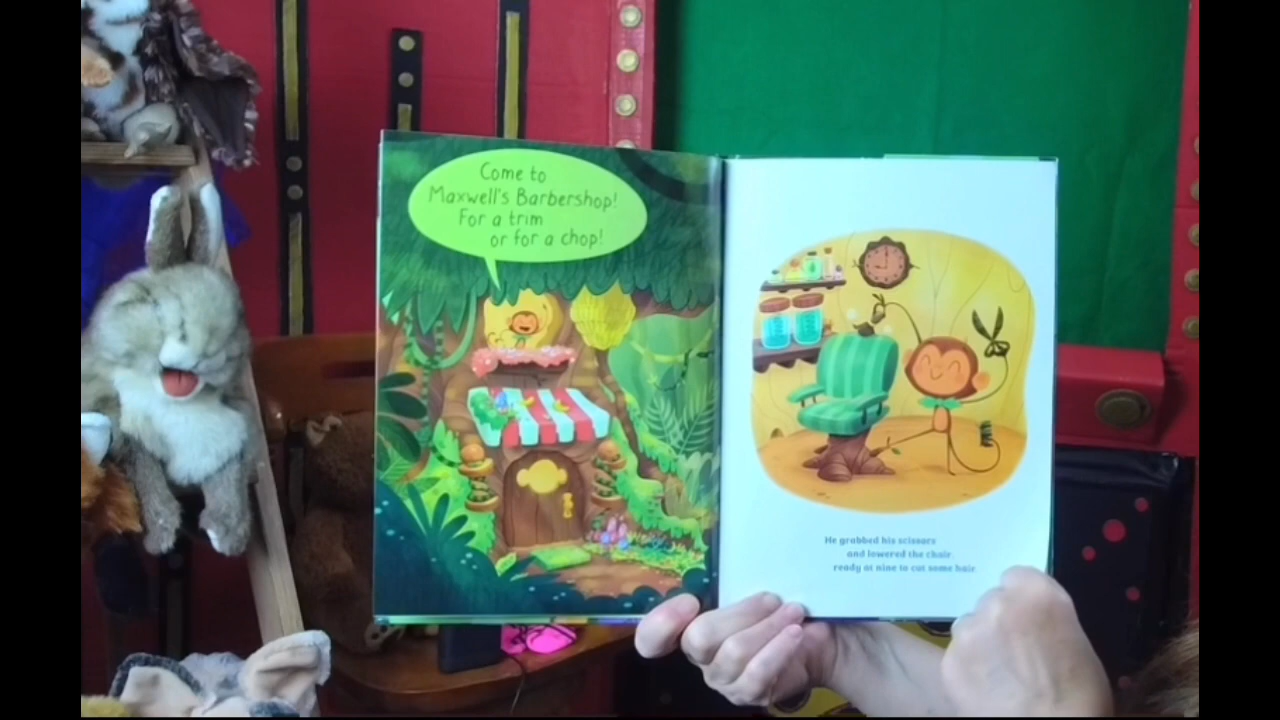 Come to
Maxwell's Barbershop!
For a trim
or for a chop!
He grabbed his scissors
and lowered the chair,
ready at nine to cut some hair.